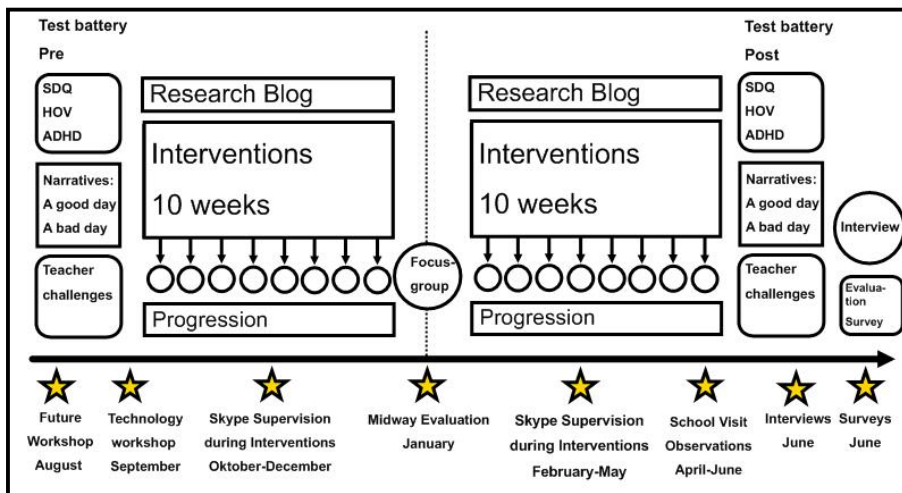 Test battery
Pre
SDQ
HOV
ADHD
Narratives:
A good day
A bad day
Teacher
challenges
Research Blog
Interventions
10 weeks
Progression
Focus-
group
Research Blog
Interventions
10 weeks
Progression
Test battery
Post
SDQ
HOV
ADHD
Narratives:
A good day
A bad day
Teacher
challenges
Interview
Evalua-
tion
Survey
Future
Workshop
August
Technology
workshop
September
Skype Supervision
during Interventions
Oktober-December
Midway Evaluation
January
Skype Supervision
during Interventions
February-May
School Visit
Observations
April-June
Interviews
June
Surveys
June